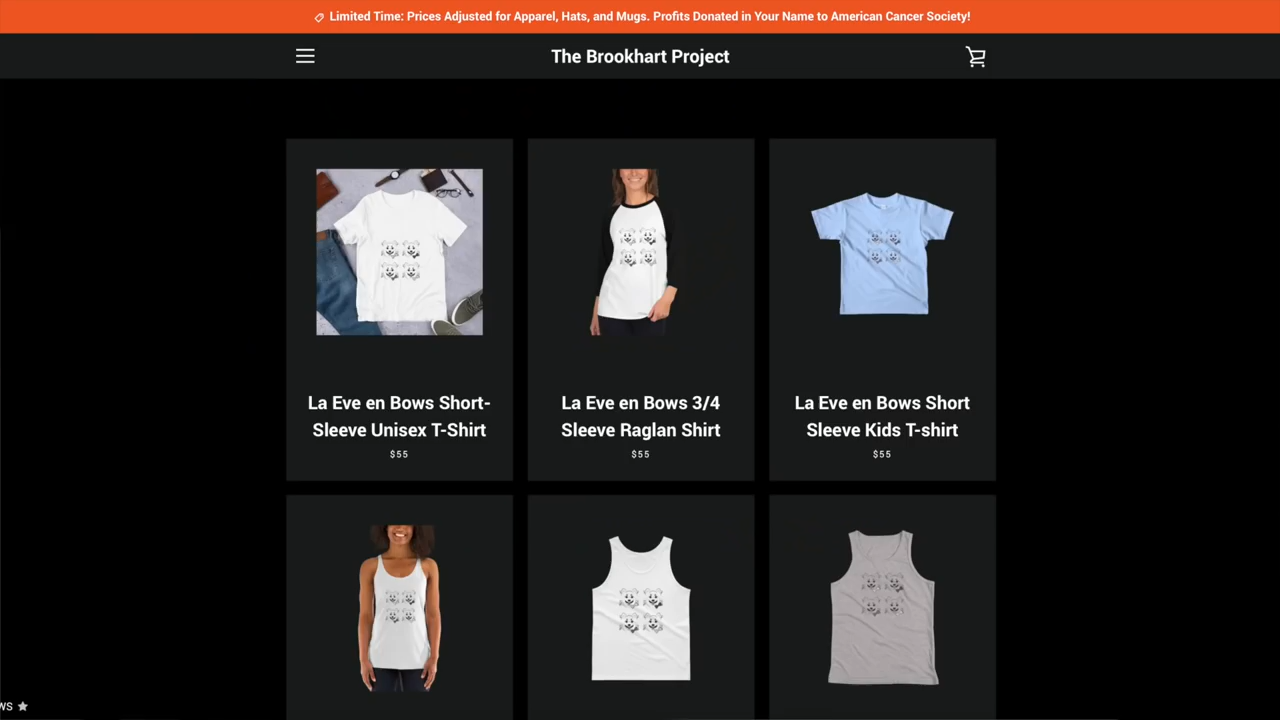 Limited Time: Prices Adjusted for Apparel, Hats, and Mugs. Profits Donated in Your Name to American Cancer Society!
The Brookhart Project
La Eve en Bows Short-
Sleeve Unisex T-Shirt
$55
La Eve en Bows 3/4
Sleeve Raglan Shirt
$55
La Eve en Bows Short
Sleeve Kids T-shirt
$55
WS